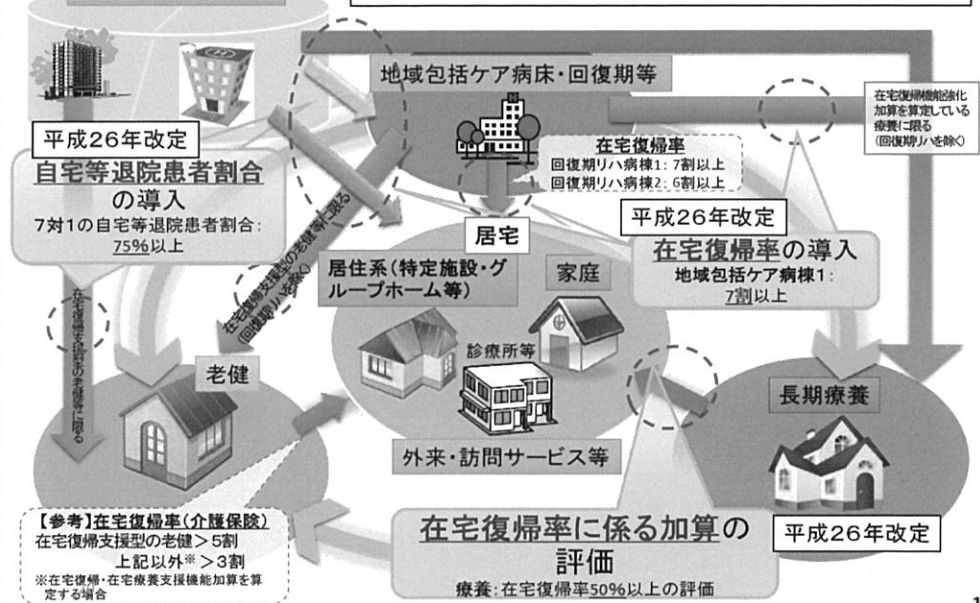 地域包括ケア病床・回復期等
在宅復帰機能強化
加算を算定している
療養に限る
(回復期リハを除く)
平成26年改定
自宅等退院患者割合
の導入
7対1の自宅等退院患者割合:
75%以上
在宅復帰率
回復期リハ病棟1: 7割以上
回復期リハ病棟2: 6割以上
平成26年改定
在宅復帰率の導入
地域包括ケア病棟1:
7割以上
在宅復帰支援型の老健等に限る
(回復期リハを除く)
居宅
居住系(特定施設・グ
ループホーム等)
家庭
診療所等
外来・訪問サービス等
在宅復帰支援型の老健等に限る
老健
長期療養
【参考】在宅復帰率(介護保険)
在宅復帰支援型の老健>5割
上記以外※ >3割
※在宅復帰・在宅療養支援機能加算を算
定する場合
在宅復帰率に係る加算の
評価
療養:在宅復帰率50%以上の評価
平成26年改定
1